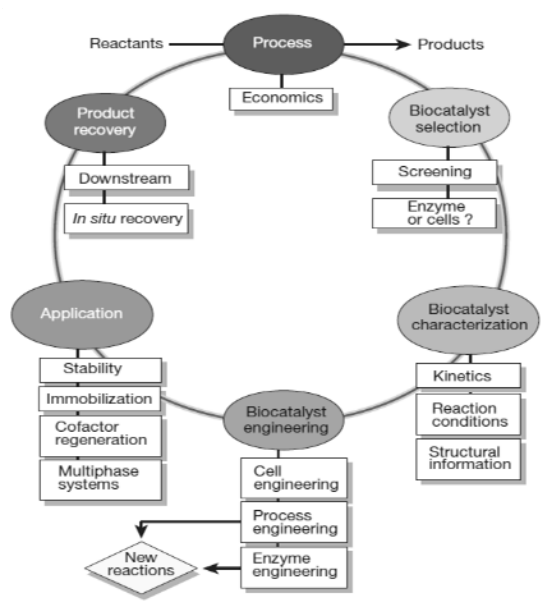 Reactants
Process
Products
Economics
Product
recovery
Downstream
In situ recovery
Biocatalyst
selection
Screening
Enzyme
or cells ?
Application
Stability
Immobilization
Cofactor
regeneration
Multiphase
systems
Biocatalyst
characterization
Kinetics
Reaction
conditions
Structural
information
Biocatalyst
engineering
Cell
engineering
Process
engineering
Enzyme
engineering
New
reactions